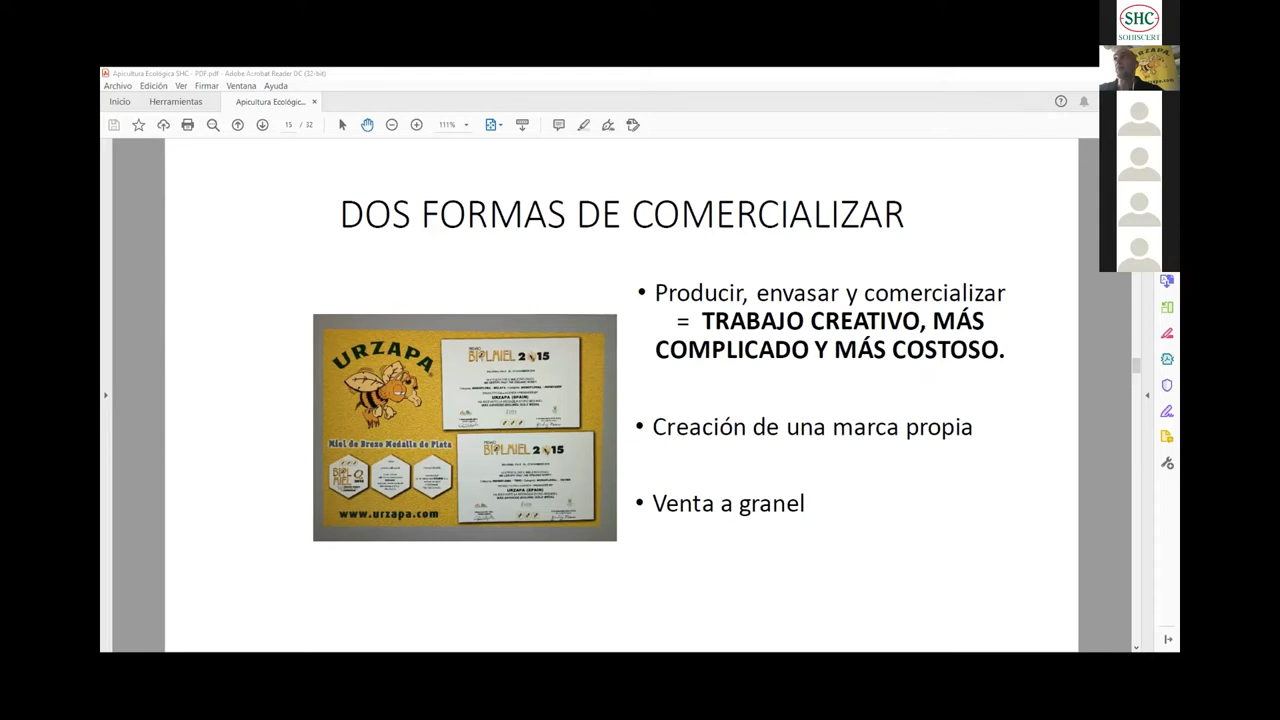 SHC
SOHISCERT
Apicultura Ecológica SHC - PDF.pdf - Adobe Acrobat Reader DC (32-bit)
Archivo Edición Ver Firmar Ventana Ayuda
Inicio Herramientas Apicultura Ecológic... ×
15 / 32 111%
DOS FORMAS DE COMERCIALIZAR
• Producir, envasar y comercializar
= TRABAJO CREATIVO, MÁS
COMPLICADO Y MÁS COSTOSO.
• Creación de una marca propia
• Venta a granel
URZAPA
PREMIO
BIOLMIEL 2015
URZAPA (SPAIN)
Miel de Brezo Medalla de Plata
PREMIO
BIOLMIEL 2015
URZAPA (SPAIN)
www.urzapa.com